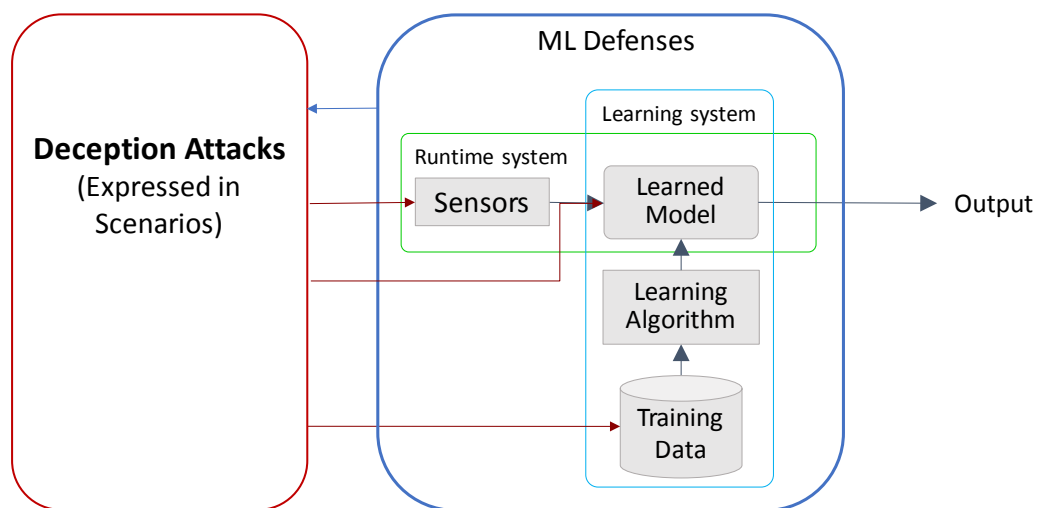 ML Defenses
Learning system
Deception Attacks
(Expressed in
Scenarios)
Runtime system
Sensors
Learned
Model
Output
Learning
Algorithm
Training
Data